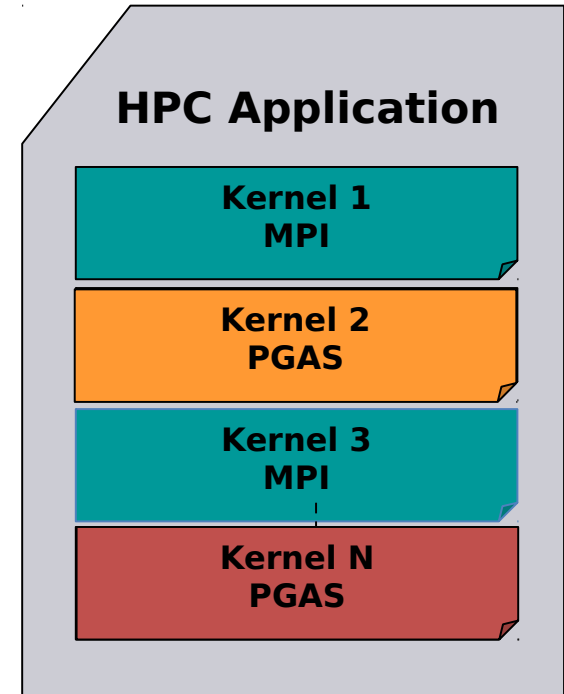 HPC Application
Kernel 1
MPI
Kernel 2
PGAS
Kernel 3
MPI
Kernel N
PGAS